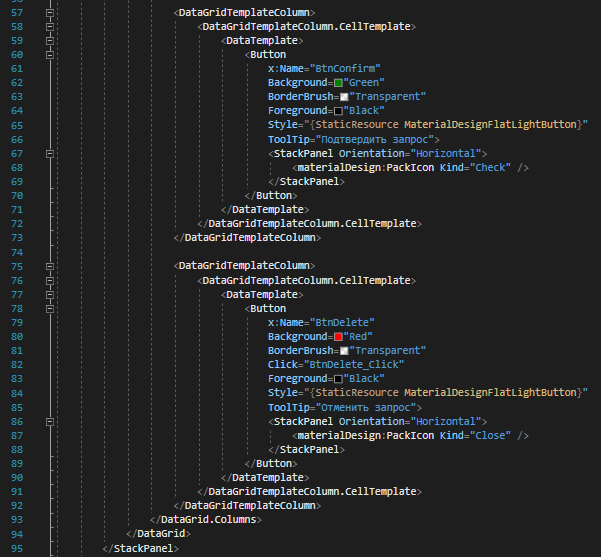 57 <DataGridTemplateColumn>
58 <DataGridTemplateColumn.CellTemplate>
59 <DataTemplate>
60 <Button
61 x:Name="BtnConfirm"
62 Background="Green"
63 BorderBrush="Transparent"
64 Foreground="Black"
65 Style="{StaticResource MaterialDesignFlatLightButton}"
66 ToolTip="Подтвердить запрос">
67 <StackPanel Orientation="Horizontal">
68 <materialDesign:PackIcon Kind="Check" />
69 </StackPanel>
70 </Button>
71 </DataTemplate>
72 </DataGridTemplateColumn.CellTemplate>
73 </DataGridTemplateColumn>
74
75 <DataGridTemplateColumn>
76 <DataGridTemplateColumn.CellTemplate>
77 <DataTemplate>
78 <Button
79 x:Name="BtnDelete"
80 Background="Red"
81 BorderBrush="Transparent"
82 Click="BtnDelete_Click"
83 Foreground="Black"
84 Style="{StaticResource MaterialDesignFlatLightButton}"
85 ToolTip="Отменить запрос">
86 <StackPanel Orientation="Horizontal">
87 <materialDesign:PackIcon Kind="Close" />
88 </StackPanel>
89 </Button>
90 </DataTemplate>
91 </DataGridTemplateColumn.CellTemplate>
92 </DataGridTemplateColumn>
93 </DataGrid.Columns>
94 </DataGrid>
95 </StackPanel>